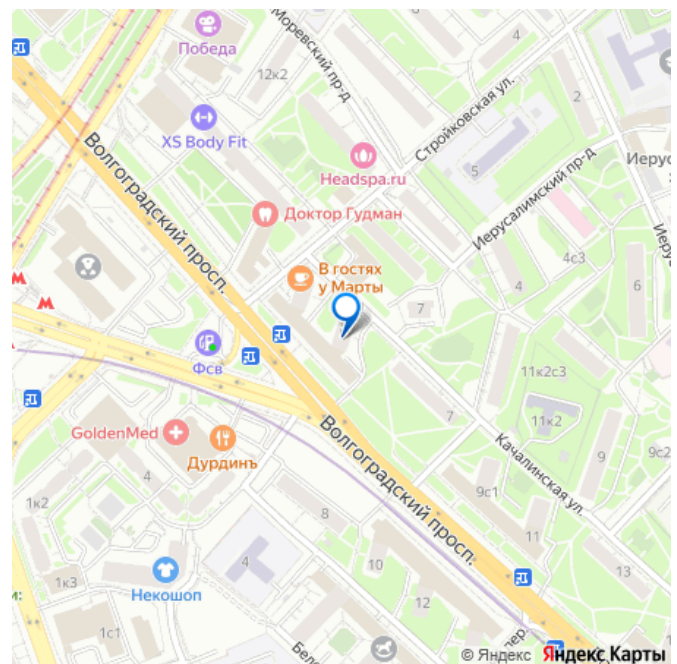 Победа
Моревский пр-д
4
12к2
2
XS Body Fit
Стройковская ул.
Волгоградский просп.
Headspa.ru
5
Иерусалимский пр-д
Доктор Гудман
В гостях
у Марты
4с3
4
6
7
М
М
Фсв
11к2с3
7
11к2
GoldenMed
Дурдинъ
Волгоградский просп.
Качалинская ул.
9
9с2
4
1к2
9с1
8
11
4
10
13
1к3
Некошоп
12
1с1
© Яндекс Яндекс Карты